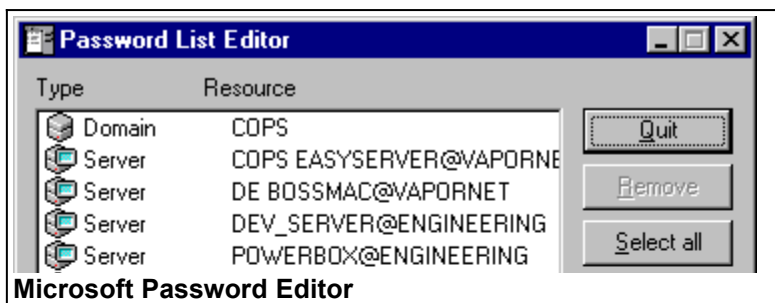 Password List Editor
Type Resource
Domain COPS
Server COPS EASYSERVER@VAPORNE
Server DE BOSSMAC@VAPORNET
Server DEV_SERVER@ENGINEERING
Server POWERBOX@ENGINEERING
Quit
Remove
Select all
Microsoft Password Editor